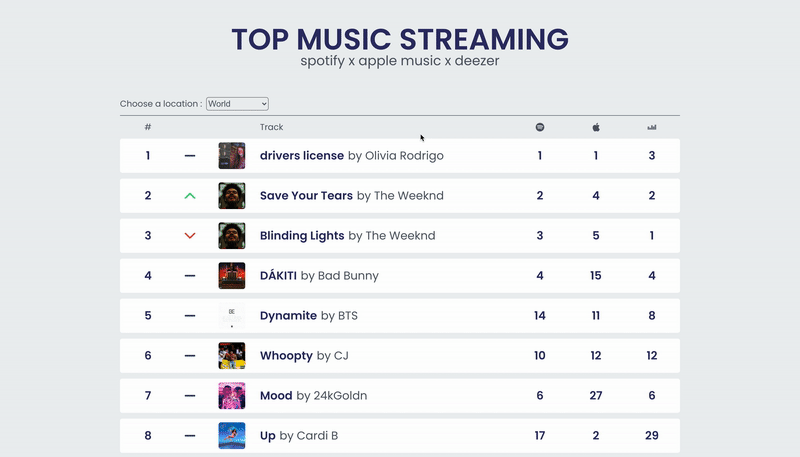 TOP MUSIC STREAMING
spotify x apple music x deezer
Choose a location : World
# Track
1 drivers license by Olivia Rodrigo 1 1 3
2 Save Your Tears by The Weeknd 2 4 2
3 Blinding Lights by The Weeknd 3 5 1
4 DÁKITI by Bad Bunny 4 15 4
5 Dynamite by BTS 14 11 8
6 Whoopty by CJ 10 12 12
7 Mood by 24kGoldn 6 27 6
8 Up by Cardi B 17 2 29